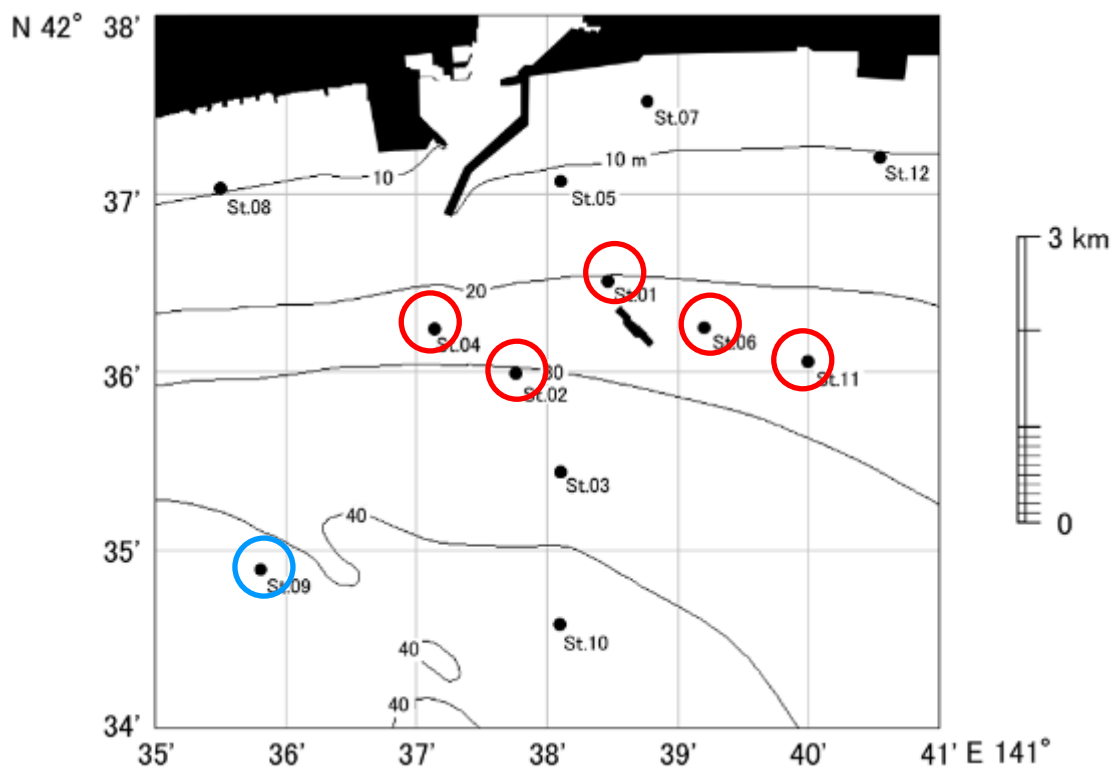 N 42° 38'
St.07
10 m
10
St.12
37'
St.08
St.05
3 km
20
St.01
St.04
St.06
36'
30
St.11
St.02
St.03
40
35'
St.09
0
St.10
40
40
34'
35' 36' 37' 38' 39' 40' 41' E 141°